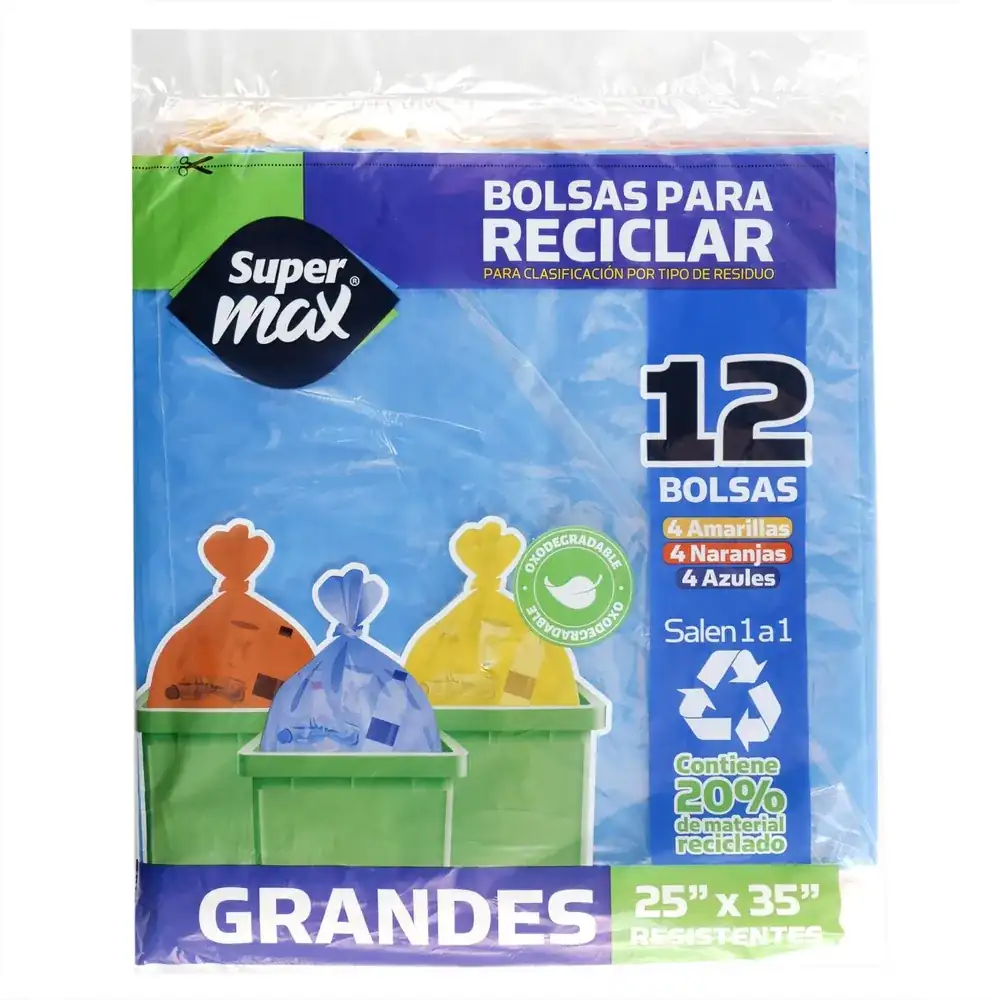 BOLSAS PARA
RECICLAR
PARA CLASIFICACIÓN POR TIPO DE RESIDUO
Super
max®
12
BOLSAS
4 Amarillas
4 Naranjas
4 Azules
OXODEGRADABLE · OXODEGRADABLE ·
Salen 1 a 1
Contiene
20%
de material
reciclado
GRANDES
25” x 35”
RESISTENTES